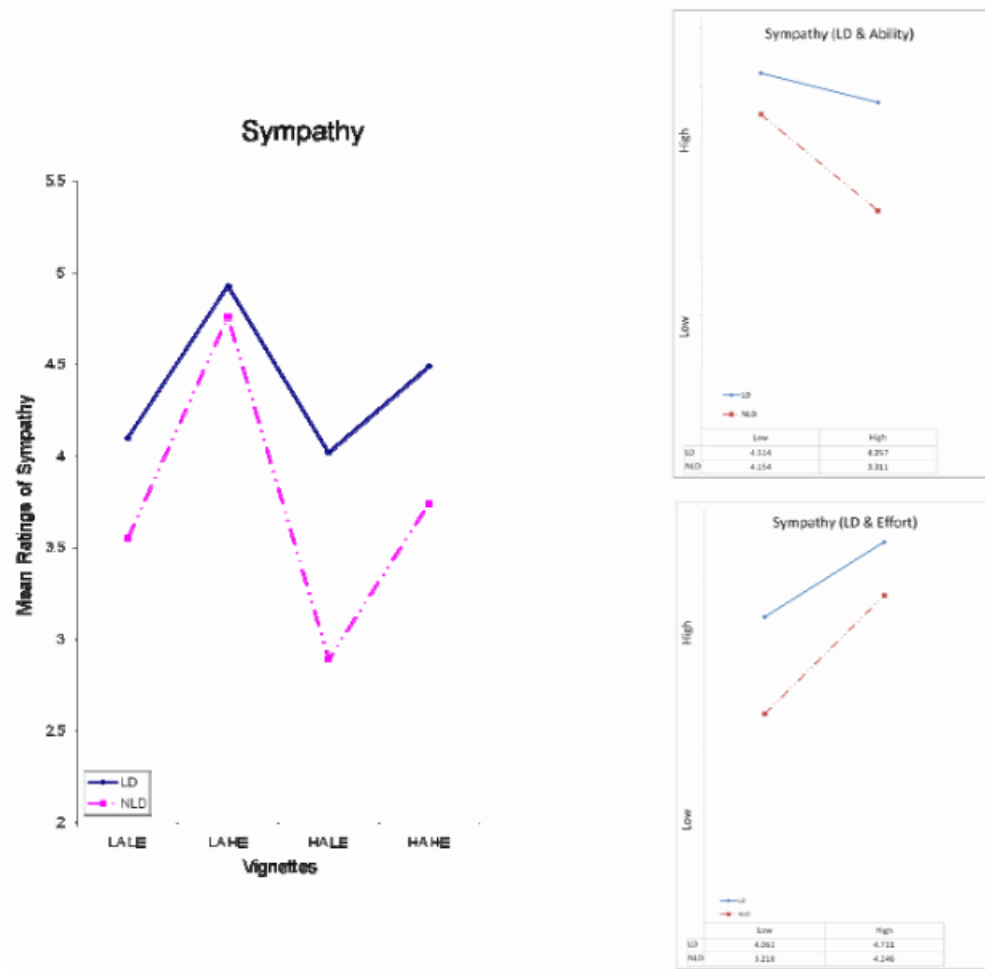 Sympathy
5.5
5
4.5
4
3.5
3
2.5
2
Mean Ratings of Sympathy
LD
NLD
LALE LAHE HALE HAHE
Vignettes
Sympathy (LD & Ability)
High
Low
LD
NLD
Low High
LD 4.514 4.257
NLD 4.154 3.311
Sympathy (LD & Effort)
High
Low
LD
NLD
Low High
LD 4.061
NLD 3.218 4.246